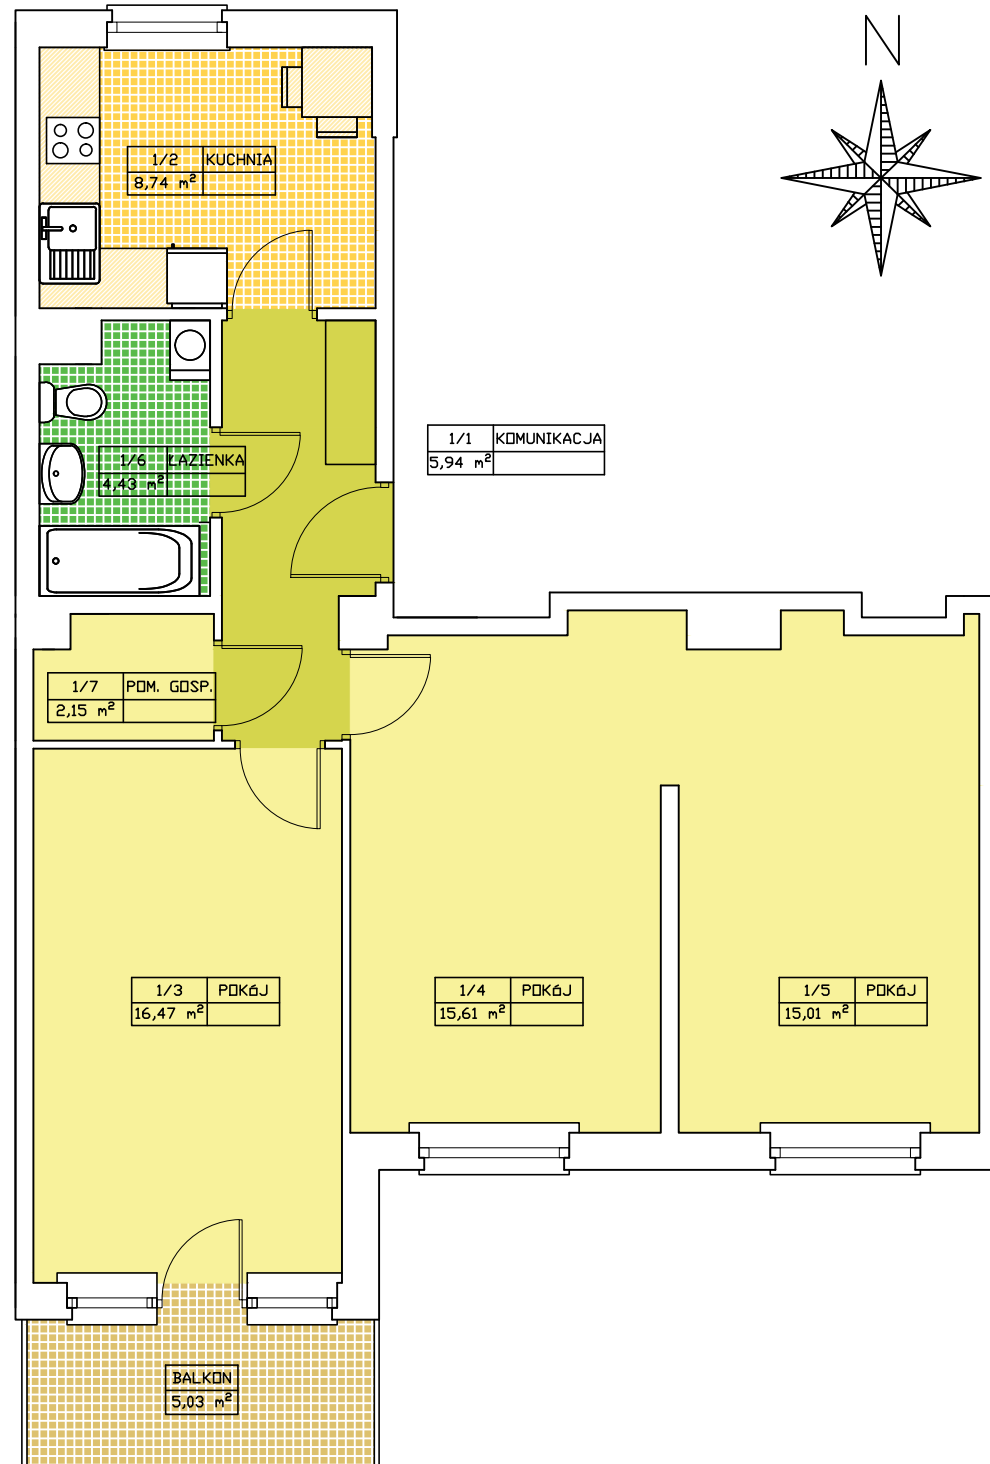 N
1/2 KUCHNIA
8,74 m²
1/1 KOMUNIKACJA
5,94 m²
1/6 ŁAZIENKA
4,43 m²
1/7 POM. GOSP.
2,15 m²
1/3 POKóJ
16,47 m²
1/4 POKóJ
15,61 m²
1/5 POKóJ
15,01 m²
BALKON
5,03 m²